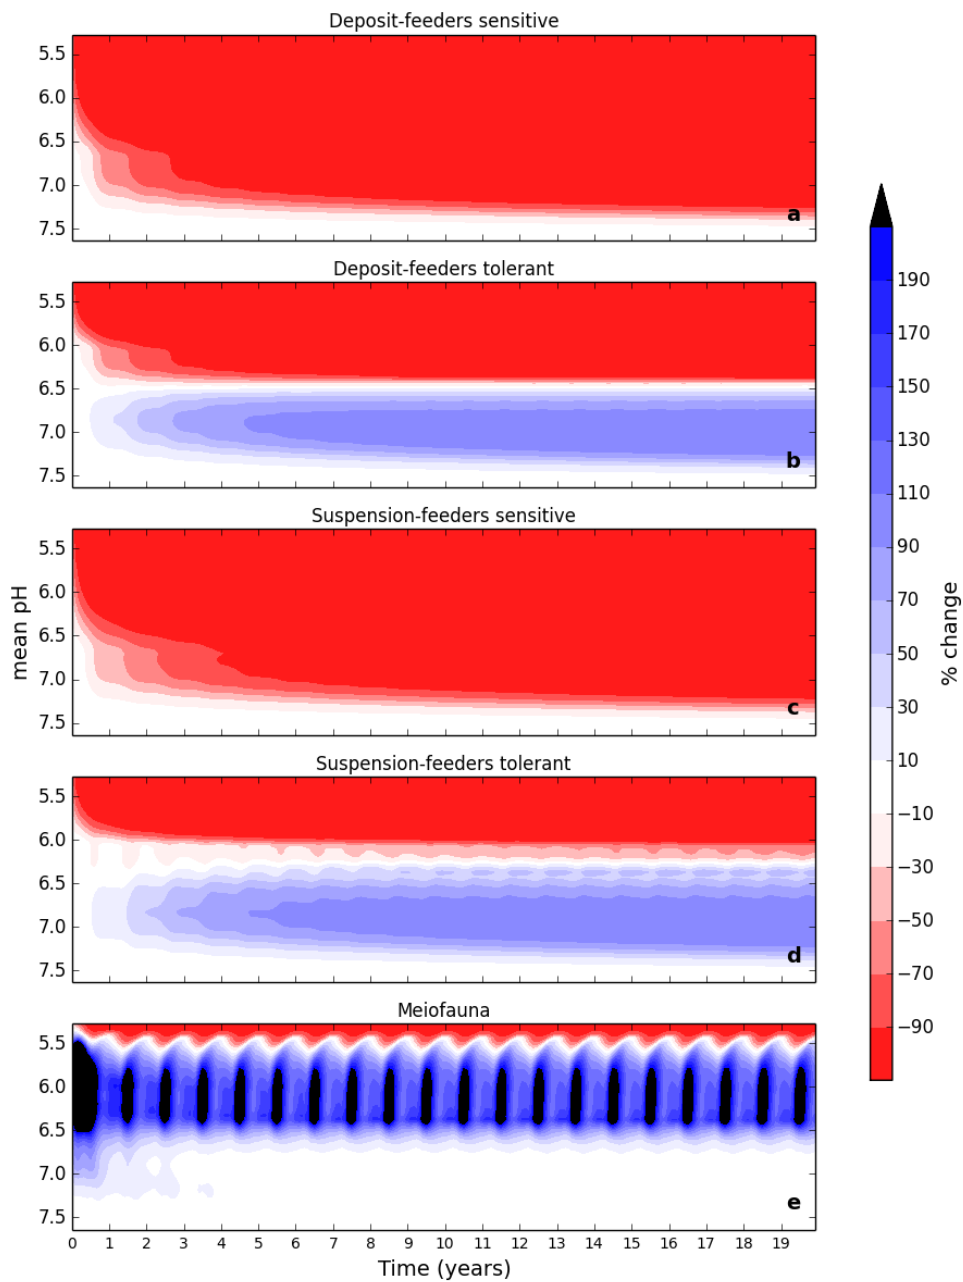 Deposit-feeders sensitive
5.5
6.0
6.5
7.0
7.5
a
Deposit-feeders tolerant
5.5
6.0
6.5
7.0
7.5
b
Suspension-feeders sensitive
5.5
6.0
6.5
7.0
7.5
c
mean pH
Suspension-feeders tolerant
5.5
6.0
6.5
7.0
7.5
d
Meiofauna
5.5
6.0
6.5
7.0
7.5
e
0 1 2 3 4 5 6 7 8 9 10 11 12 13 14 15 16 17 18 19
Time (years)
190
170
150
130
110
90
70
50
30
10
−10
−30
−50
−70
−90
% change